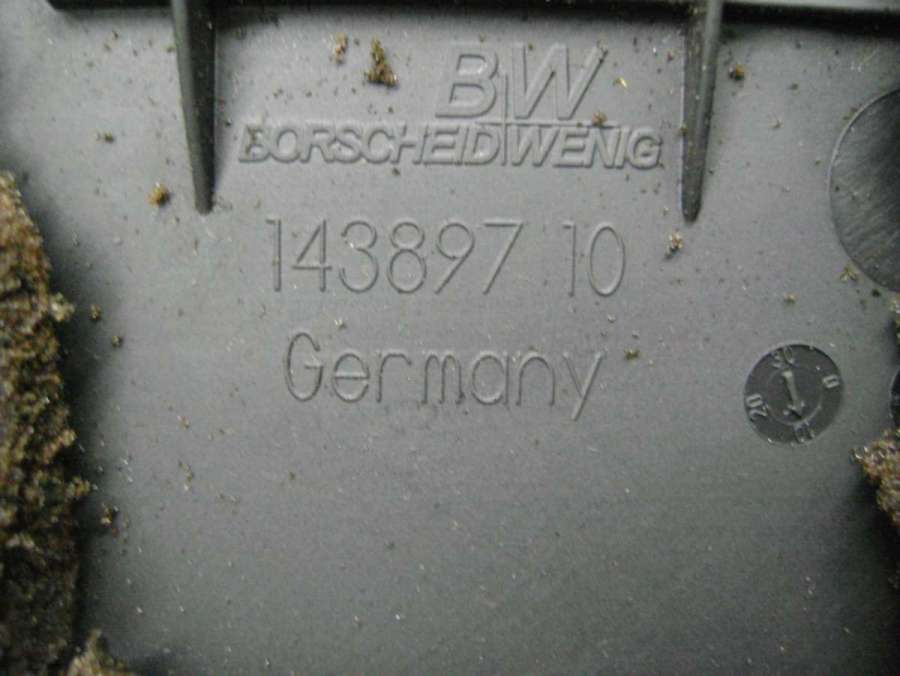 BW
BORSCHEID WENIG
143897 10
Germany